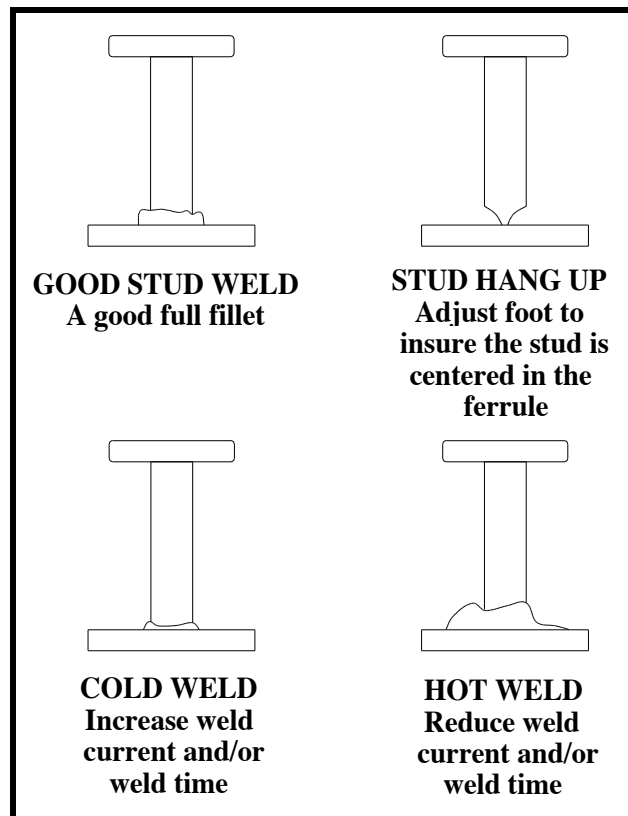 GOOD STUD WELD
A good full fillet
STUD HANG UP
Adjust foot to
insure the stud is
centered in the
ferrule
COLD WELD
Increase weld
current and/or
weld time
HOT WELD
Reduce weld
current and/or
weld time